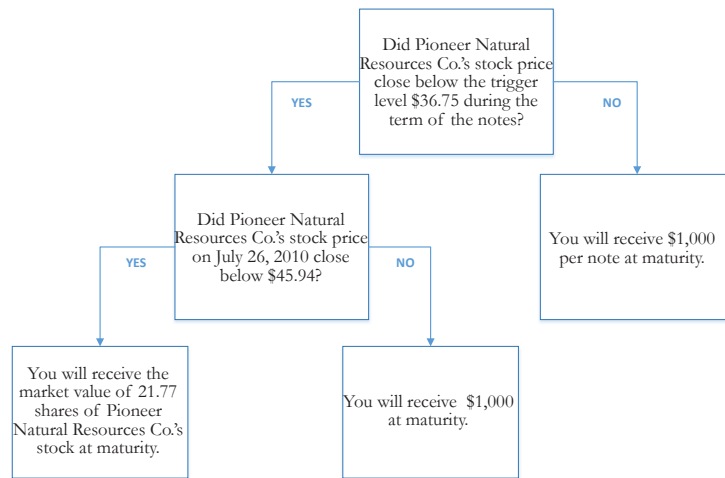 Did Pioneer Natural
Resources Co.'s stock price
close below the trigger
level $36.75 during the
term of the notes?
YES
NO
Did Pioneer Natural
Resources Co.'s stock price
on July 26, 2010 close
below $45.94?
You will receive $1,000
per note at maturity.
YES
NO
You will receive the
market value of 21.77
shares of Pioneer
Natural Resources Co.'s
stock at maturity.
You will receive $1,000
at maturity.